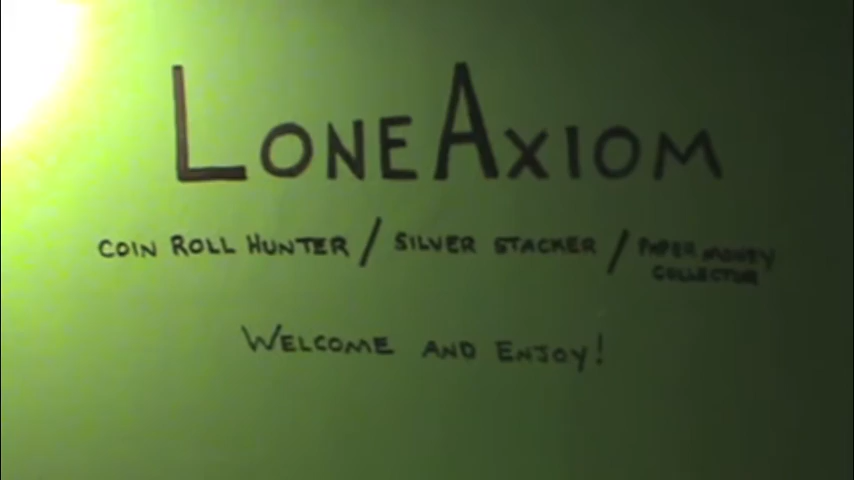 LONEAXIOM
COIN ROLL HUNTER / SILVER STACKER / PAPER MONEY
COLLECTOR
WELCOME AND ENJOY!